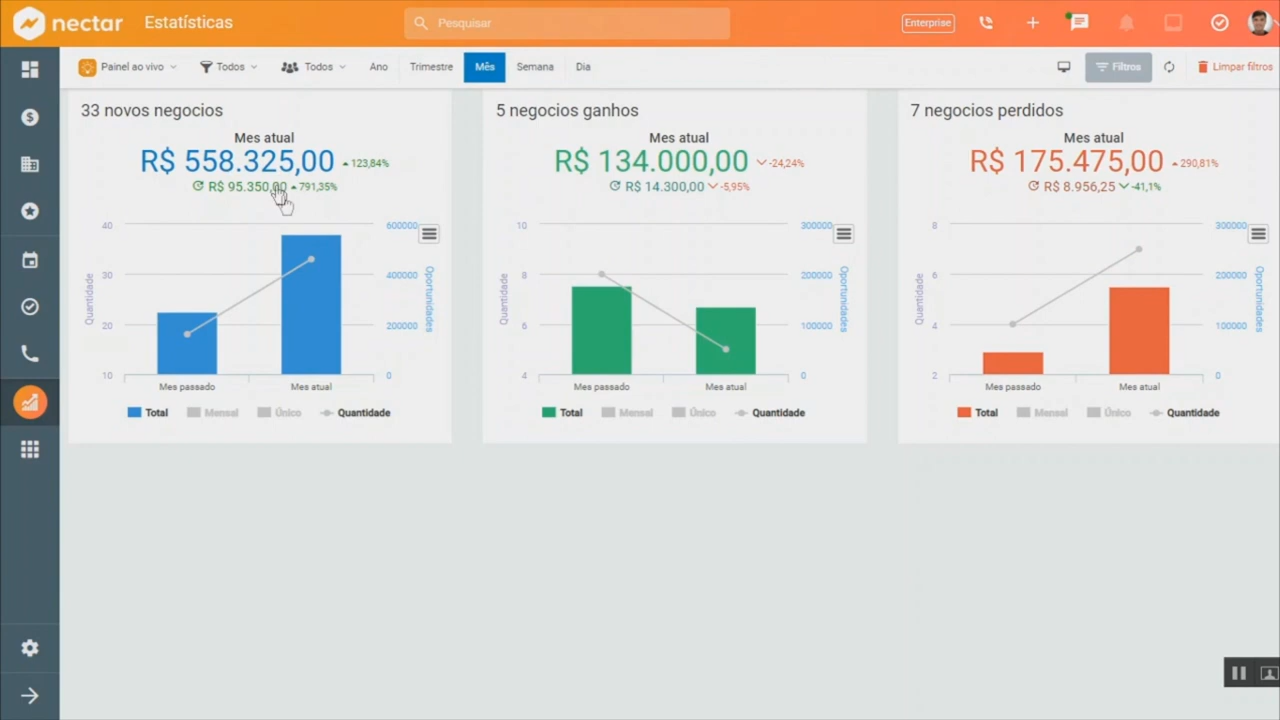 nectar Estatísticas Pesquisar Enterprise
Painel ao vivo Todos Todos Ano Trimestre Mês Semana Dia Filtros Limpar filtros
33 novos negocios
Mes atual
R$ 558.325,00 123,84%
R$ 95.350,00 791,35%
40
30
20
10
Quantidade
600000
400000
200000
0
Oportunidades
Mes passado Mes atual
Total Mensal Único Quantidade
5 negocios ganhos
Mes atual
R$ 134.000,00 -24,24%
R$ 14.300,00 -5,95%
10
8
6
4
Quantidade
300000
200000
100000
0
Oportunidades
Mes passado Mes atual
Total Mensal Único Quantidade
7 negocios perdidos
Mes atual
R$ 175.475,00 290,81%
R$ 8.956,25 -41,1%
8
6
4
2
Quantidade
300000
200000
100000
0
Oportunidades
Mes passado Mes atual
Total Mensal Único Quantidade